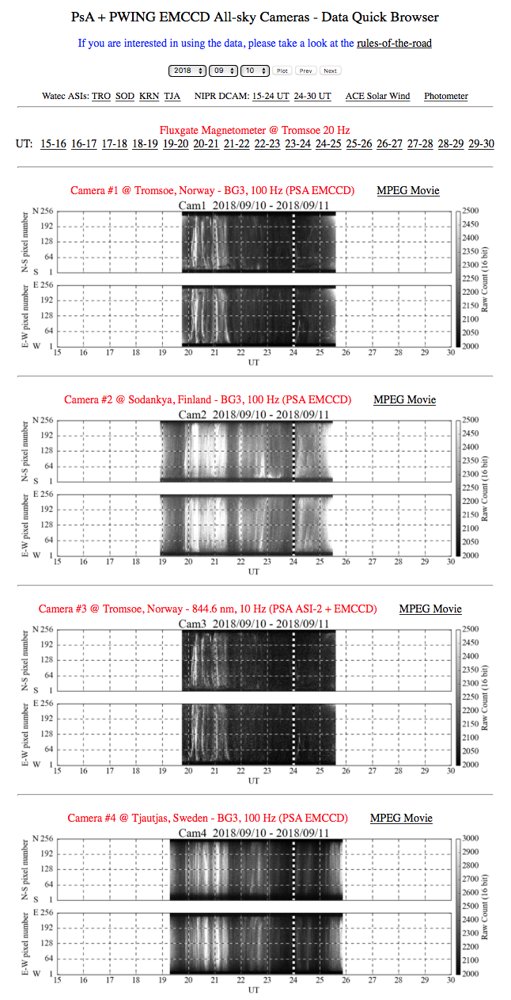 PsA + PWING EMCCD All-sky Cameras - Data Quick Browser
If you are interested in using the data, please take a look at the rules-of-the-road
2018 09 10 Plot Prev Next
Watec ASIs: TRO SOD KRN TJA NIPR DCAM: 15-24 UT 24-30 UT ACE Solar Wind Photometer
Fluxgate Magnetometer @ Tromsoe 20 Hz
UT: 15-16 16-17 17-18 18-19 19-20 20-21 21-22 22-23 23-24 24-25 25-26 26-27 27-28 28-29 29-30
Camera #1 @ Tromsoe, Norway - BG3, 100 Hz (PSA EMCCD) MPEG Movie
Cam1 2018/09/10 - 2018/09/11
N-S pixel number
N 256
192
128
64
S 1
E-W pixel number
E 256
192
128
64
W 1
15 16 17 18 19 20 21 22 23 24 25 26 27 28 29 30
UT
2500
2450
2400
2350
2300
2250
2200
2150
2100
2050
2000
Raw Count (16 bit)
Camera #2 @ Sodankya, Finland - BG3, 100 Hz (PSA EMCCD) MPEG Movie
Cam2 2018/09/10 - 2018/09/11
N-S pixel number
N 256
192
128
64
S 1
E-W pixel number
E 256
192
128
64
W 1
15 16 17 18 19 20 21 22 23 24 25 26 27 28 29 30
UT
2500
2450
2400
2350
2300
2250
2200
2150
2100
2050
2000
Raw Count (16 bit)
Camera #3 @ Tromsoe, Norway - 844.6 nm, 10 Hz (PSA ASI-2 + EMCCD) MPEG Movie
Cam3 2018/09/10 - 2018/09/11
N-S pixel number
N 256
192
128
64
S 1
E-W pixel number
E 256
192
128
64
W 1
15 16 17 18 19 20 21 22 23 24 25 26 27 28 29 30
UT
2500
2450
2400
2350
2300
2250
2200
2150
2100
2050
2000
Raw Count (16 bit)
Camera #4 @ Tjautjas, Sweden - BG3, 100 Hz (PSA EMCCD) MPEG Movie
Cam4 2018/09/10 - 2018/09/11
N-S pixel number
N 256
192
128
64
S 1
E-W pixel number
E 256
192
128
64
W 1
15 16 17 18 19 20 21 22 23 24 25 26 27 28 29 30
UT
3000
2900
2800
2700
2600
2500
2400
2300
2200
2100
2000
Raw Count (16 bit)